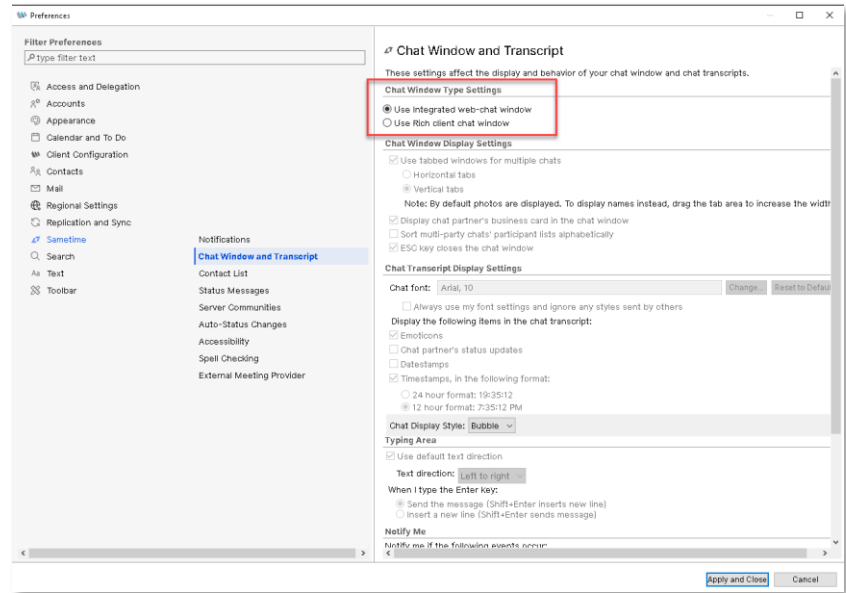 Preferences
Filter Preferences
type filter text
Access and Delegation
Accounts
Appearance
Calendar and To Do
Client Configuration
Contacts
Mail
Regional Settings
Replication and Sync
Sametime
Search
Aa Text
Toolbar
Notifications
Chat Window and Transcript
Contact List
Status Messages
Server Communities
Auto-Status Changes
Accessibility
Spell Checking
External Meeting Provider
Chat Window and Transcript
These settings affect the display and behavior of your chat window and chat transcripts.
Chat Window Type Settings
Use Integrated web-chat window
Use Rich client chat window
Chat Window Display Settings
Use tabbed windows for multiple chats
Horizontal tabs
Vertical tabs
Note: By default photos are displayed. To display names instead, drag the tab area to increase the width
Display chat partner's business card in the chat window
Sort multi-party chats' participant lists alphabetically
ESC key closes the chat window
Chat Transcript Display Settings
Chat font: Arial, 10 Change... Reset to Defaul
Always use my font settings and ignore any styles sent by others
Display the following items in the chat transcript:
Emoticons
Chat partner's status updates
Datestamps
Timestamps, in the following format:
24 hour format: 19:35:12
12 hour format: 7:35:12 PM
Chat Display Style: Bubble
Typing Area
Use default text direction
Text direction: Left to right
When I type the Enter key:
Send the message (Shift+Enter inserts new line)
Insert a new line (Shift+Enter sends message)
Notify Me
Notify me if the following events occur:
Apply and Close Cancel